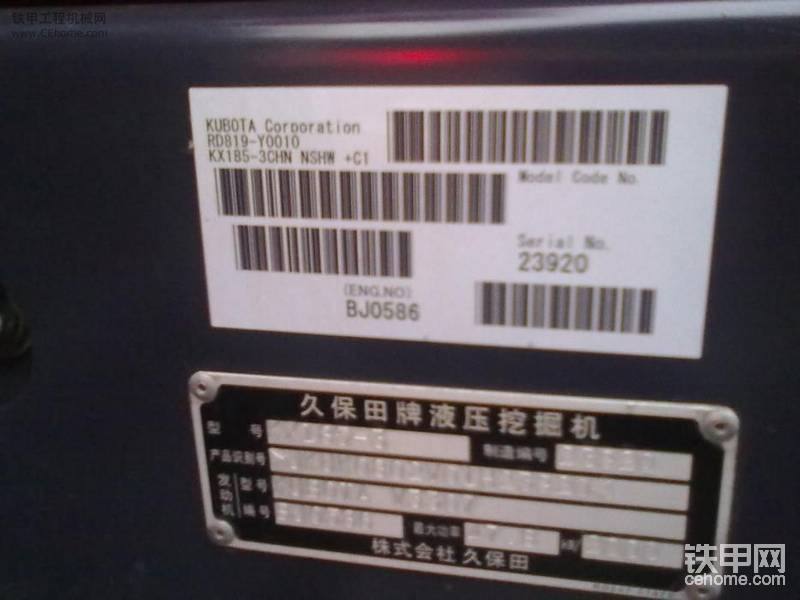 铁甲工程机械网
www.CEhome.com
KUBOTA Corporation
RD819-Y0010
KX185-3CHN NSHW +C1
Model Code No.
Serial No.
23920
(ENG.NO)
BJ0586
久保田牌液压挖掘机
型 号
制造编号
产品识别号
发动机
型号
KUBOTA
编号
最大功率
株式会社 久保田
铁甲网
cehome.com